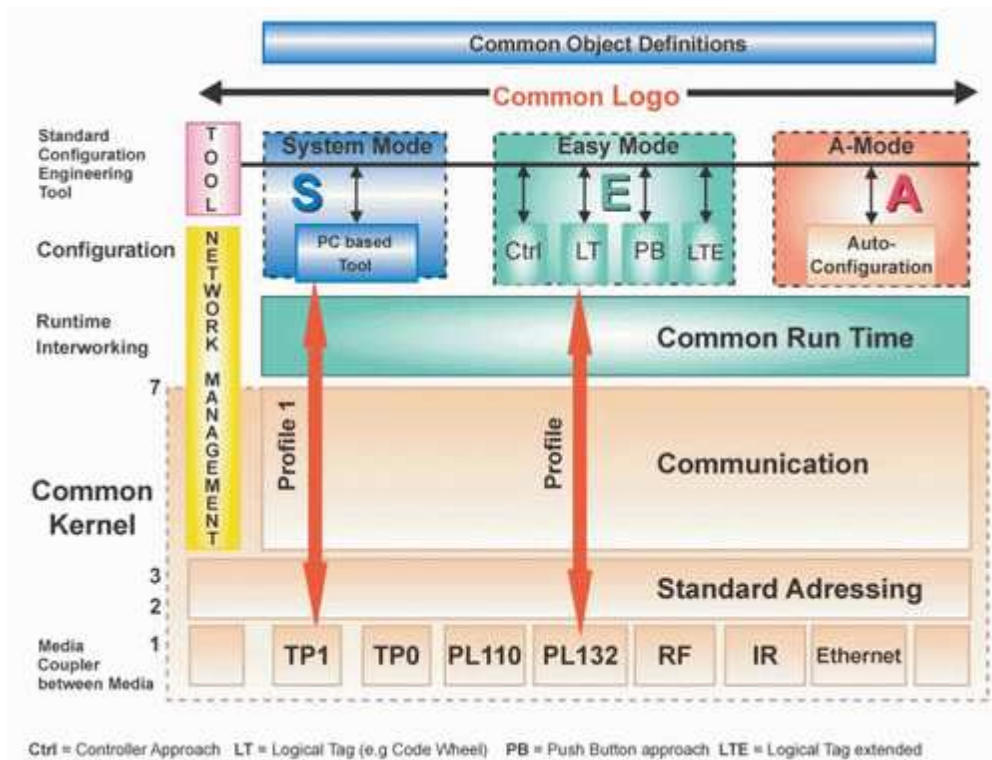 Common Object Definitions
Common Logo
Standard
Configuration
Engineering
Tool
TOOL
System Mode
S
PC based
Tool
Easy Mode
E
Ctrl
LT
PB
LTE
A-Mode
A
Auto-
Configuration
Configuration
NETWORK MANAGEMENT
Runtime
Interworking
Common Run Time
7
Profile 1
Profile
Communication
Common
Kernel
3
2
Standard Adressing
1
Media
Coupler
between Media
TP1
TP0
PL110
PL132
RF
IR
Ethernet
Ctrl = Controller Approach LT = Logical Tag (e.g Code Wheel) PB = Push Button approach LTE = Logical Tag extended